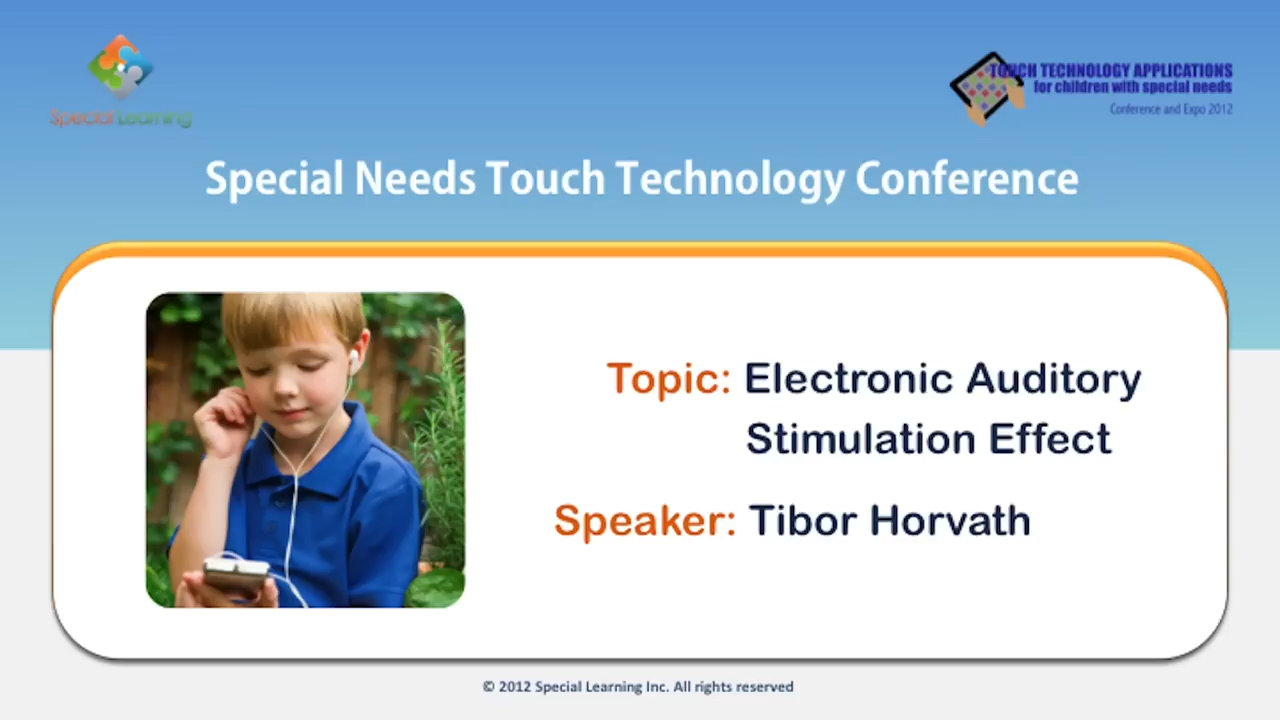 Special Learning
TOUCH TECHNOLOGY APPLICATIONS
for children with special needs
Conference and Expo 2012
Special Needs Touch Technology Conference
Topic: Electronic Auditory
Stimulation Effect
Speaker: Tibor Horvath
© 2012 Special Learning Inc. All rights reserved